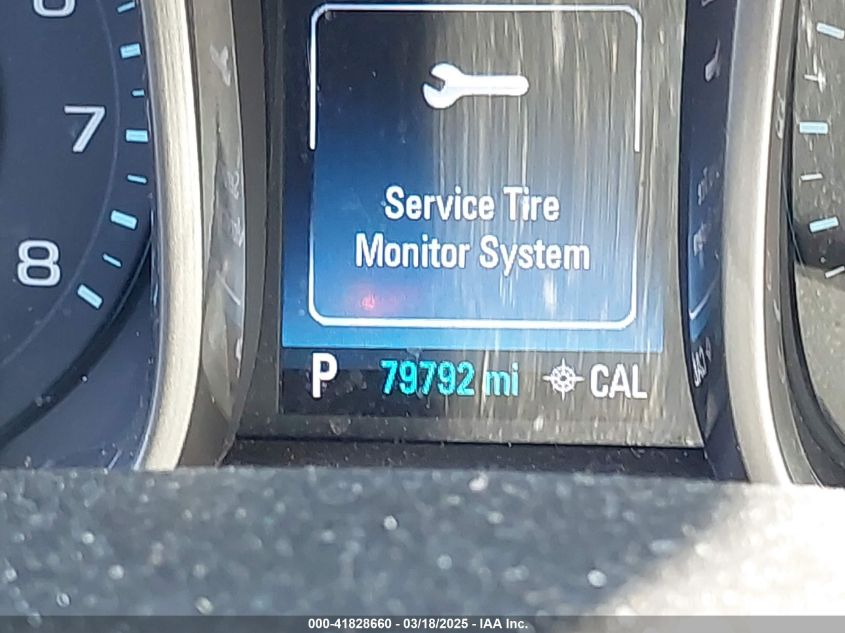 7
8
Service Tire
Monitor System
P 79792 mi CAL
000-41828660 - 03/18/2025 - IAA Inc.